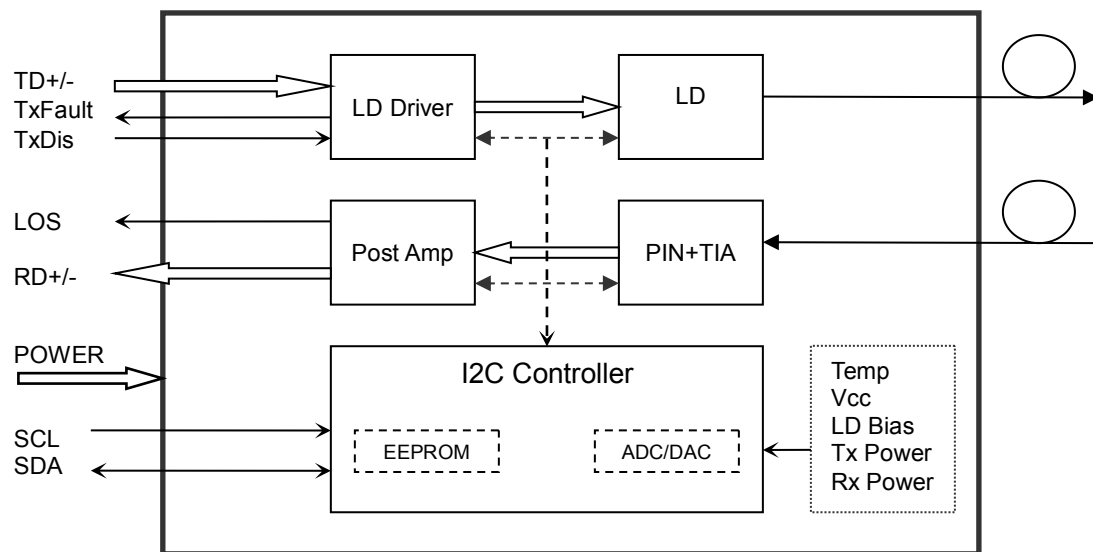 TD+/-
TxFault
TxDis
LD Driver
LD
LOS
RD+/-
Post Amp
PIN+TIA
POWER
I2C Controller
SCL
SDA
EEPROM
ADC/DAC
Temp
Vcc
LD Bias
Tx Power
Rx Power